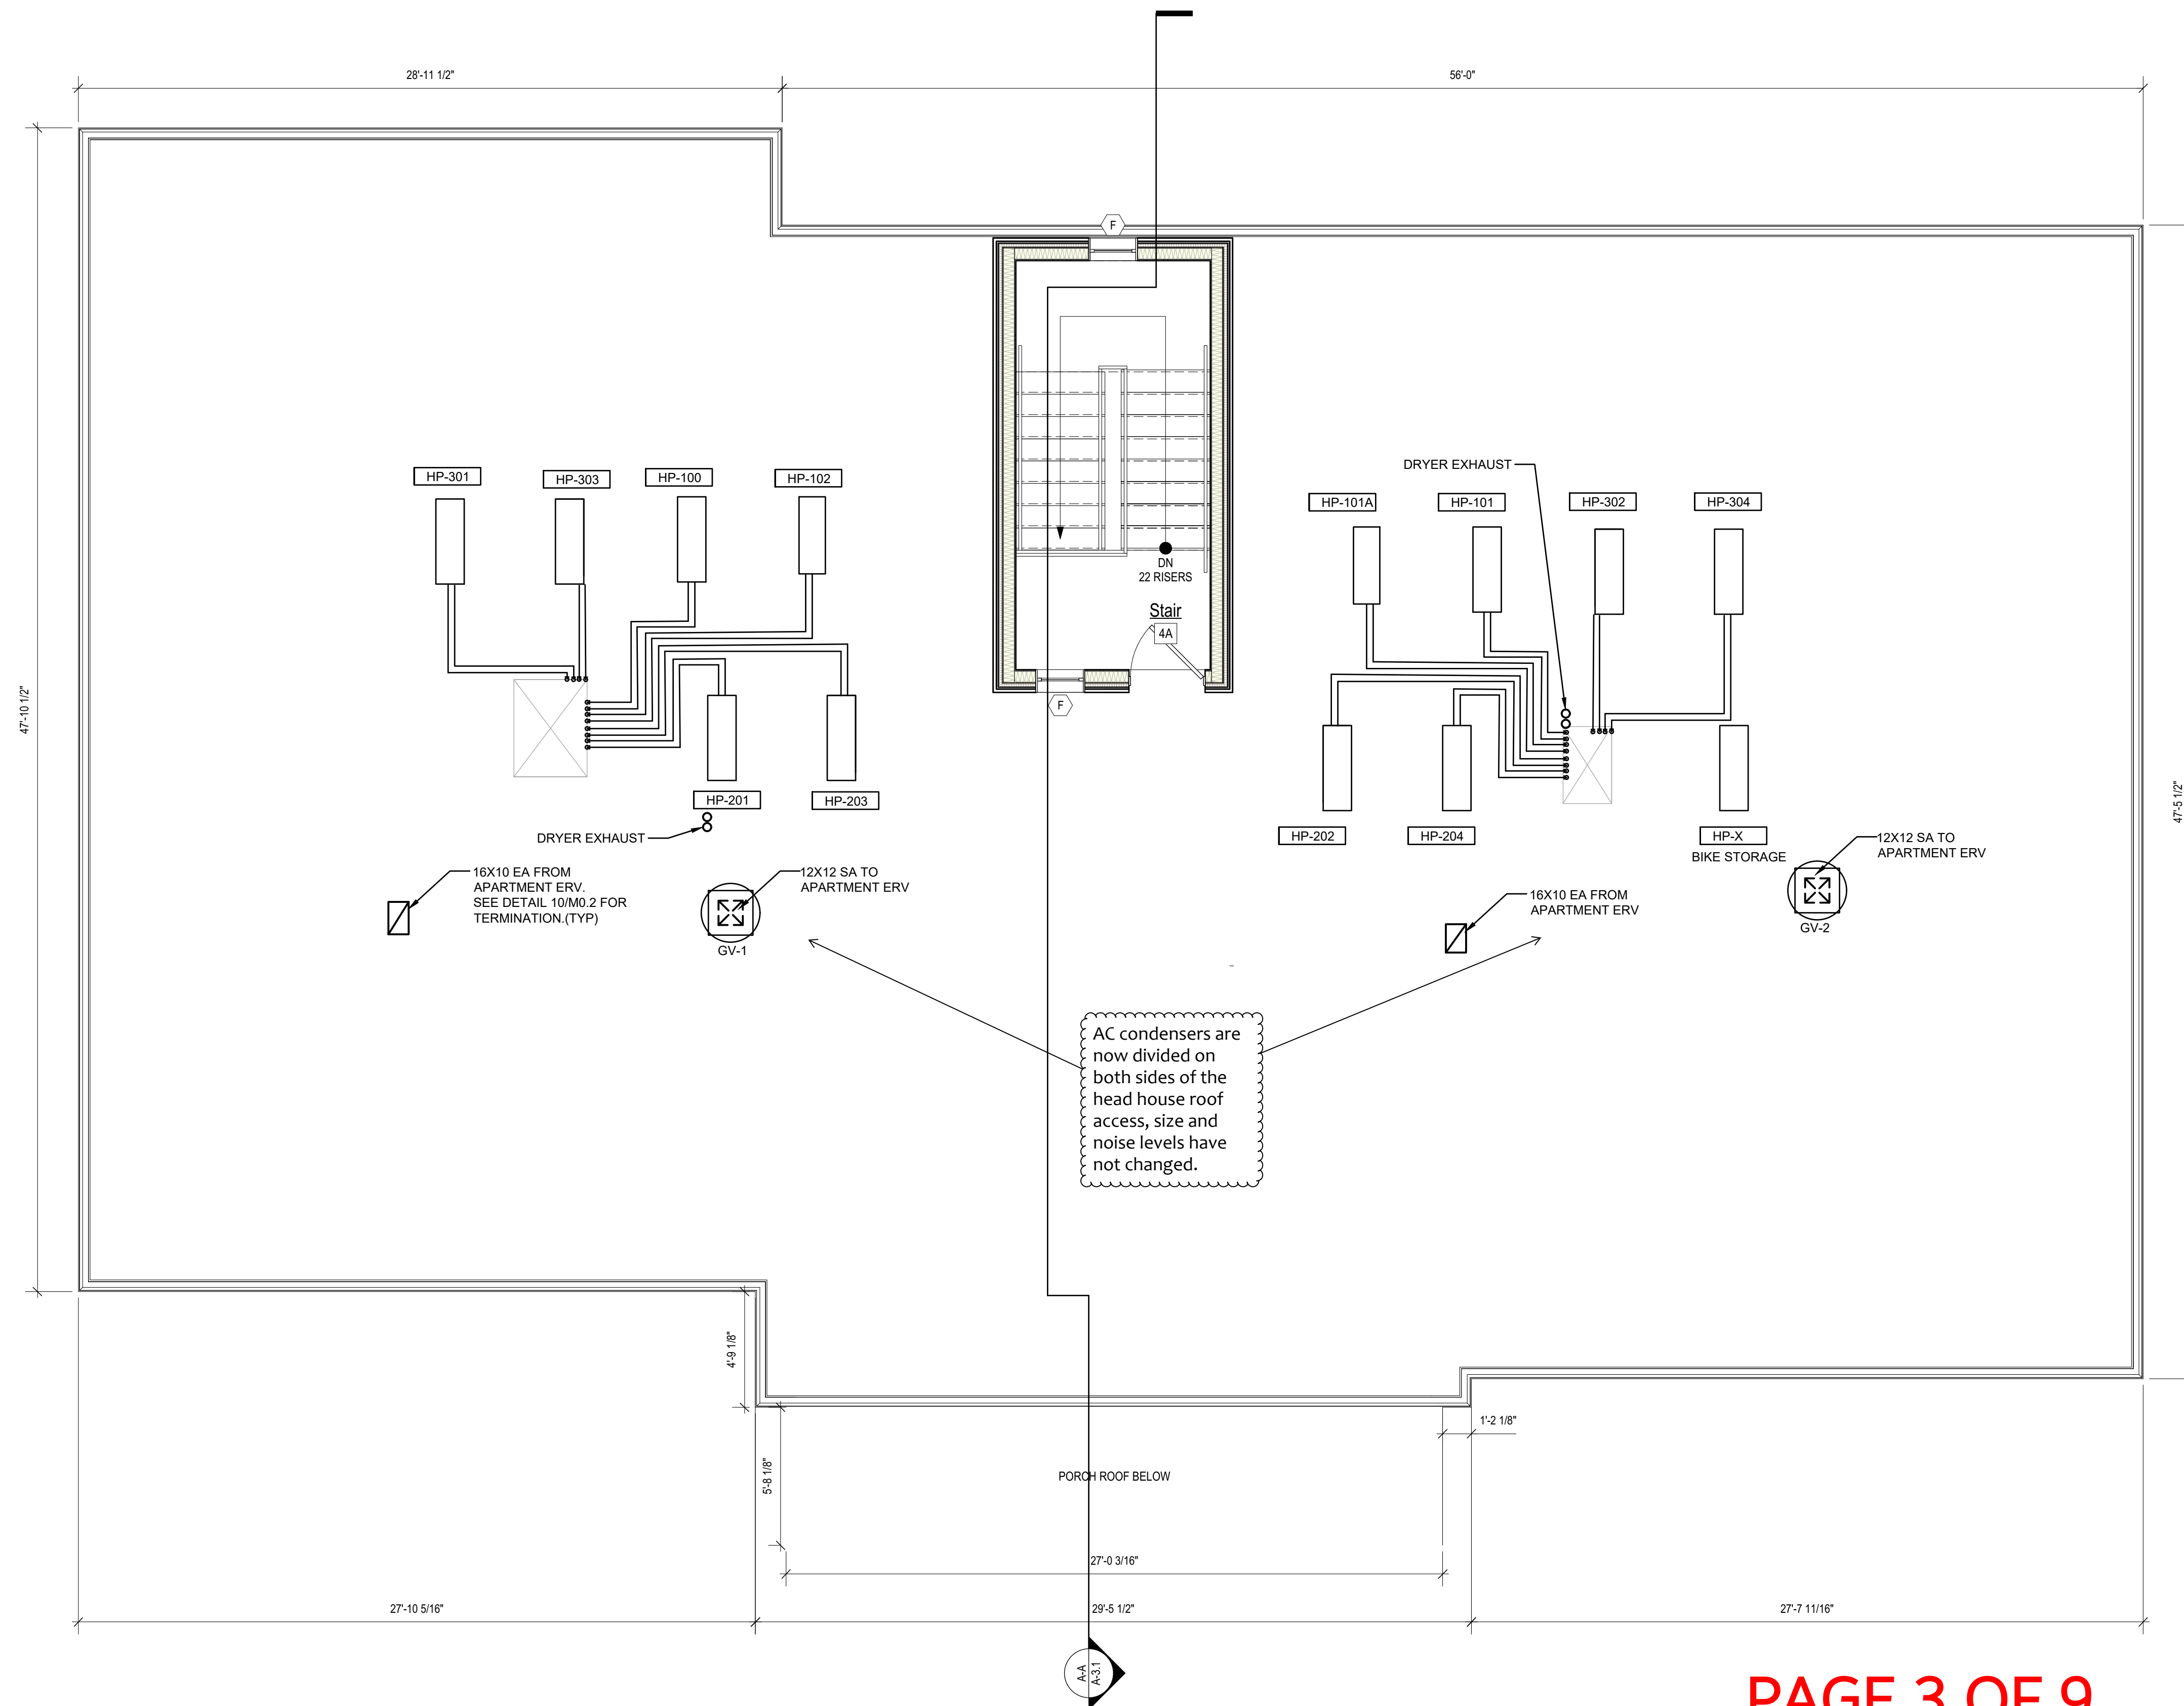 28'-11 1/2"
56'-0"
F
47'-10 1/2"
HP-301
HP-303
HP-100
HP-102
DRYER EXHAUST
HP-101A
HP-101
HP-302
HP-304
DN
22 RISERS
Stair
4A
F
HP-201
HP-203
DRYER EXHAUST
HP-202
HP-204
HP-X
BIKE STORAGE
47'-5 1/2"
16X10 EA FROM
APARTMENT ERV.
SEE DETAIL 10/M0.2 FOR
TERMINATION.(TYP)
12X12 SA TO
APARTMENT ERV
GV-1
16X10 EA FROM
APARTMENT ERV
12X12 SA TO
APARTMENT ERV
GV-2
AC condensers are
now divided on
both sides of the
head house roof
access, size and
noise levels have
not changed.
4'-9 1/8"
1'-2 1/8"
5'-8 1/8"
PORCH ROOF BELOW
27'-0 3/16"
27'-10 5/16"
29'-5 1/2"
27'-7 11/16"
A-A
A-3.1
PAGE 3 OF 9